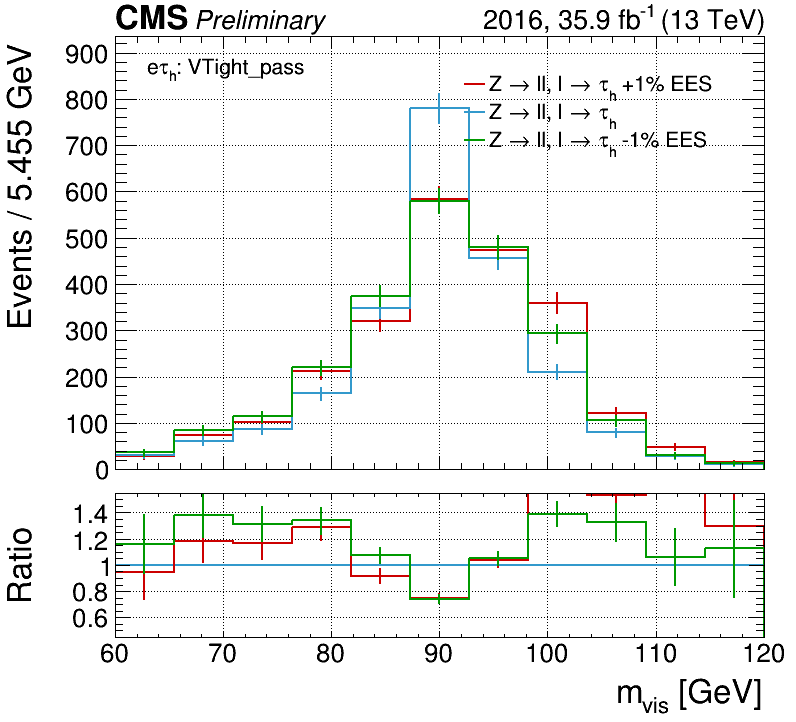 CMS Preliminary 2016, 35.9 fb⁻¹ (13 TeV)
eτₕ: VTight_pass
Z → ll, l → τₕ +1% EES
Z → ll, l → τₕ
Z → ll, l → τₕ -1% EES
Events / 5.455 GeV
900
800
700
600
500
400
300
200
100
0
Ratio
1.4
1.2
1
0.8
0.6
60 70 80 90 100 110 120
m_vis [GeV]